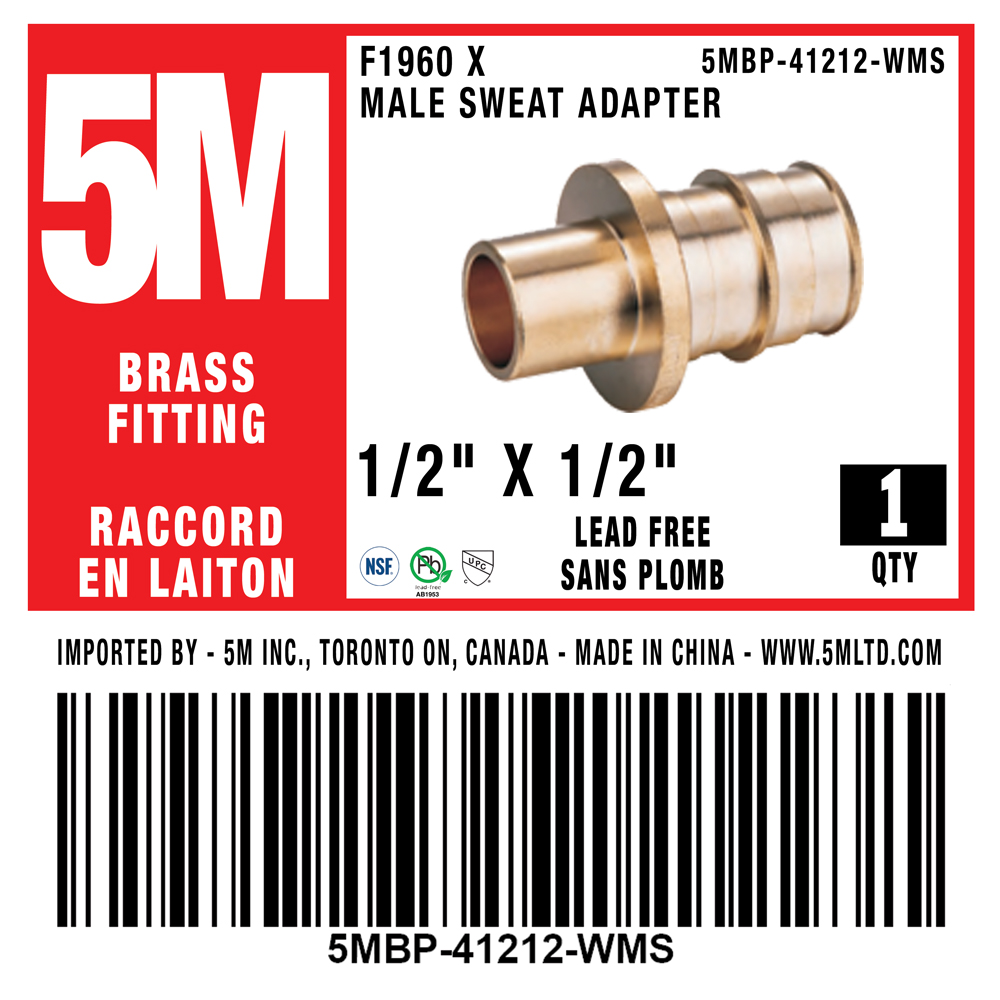 5M
BRASS
FITTING
RACCORD
EN LAITON
F1960 X
MALE SWEAT ADAPTER
5MBP-41212-WMS
1/2" X 1/2"
LEAD FREE
SANS PLOMB
1
QTY
NSF
Pb
lead-free
AB1953
UPC
C
®
IMPORTED BY - 5M INC., TORONTO ON, CANADA - MADE IN CHINA - WWW.5MLTD.COM
5MBP-41212-WMS